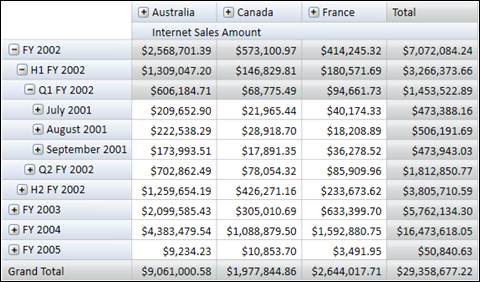 Australia Canada France Total
Internet Sales Amount
FY 2002 $2,568,701.39 $573,100.97 $414,245.32 $7,072,084.24
H1 FY 2002 $1,309,047.20 $146,829.81 $180,571.69 $3,266,373.66
Q1 FY 2002 $606,184.71 $68,775.49 $94,661.73 $1,453,522.89
July 2001 $209,652.90 $21,965.44 $40,174.33 $473,388.16
August 2001 $222,538.29 $28,918.70 $18,208.89 $506,191.69
September 2001 $173,993.51 $17,891.35 $36,278.52 $473,943.03
Q2 FY 2002 $702,862.49 $78,054.32 $85,909.96 $1,812,850.77
H2 FY 2002 $1,259,654.19 $426,271.16 $233,673.62 $3,805,710.59
FY 2003 $2,099,585.43 $305,010.69 $633,399.70 $5,762,134.30
FY 2004 $4,383,479.54 $1,088,879.50 $1,592,880.75 $16,473,618.05
FY 2005 $9,234.23 $10,853.70 $3,491.95 $50,840.63
Grand Total $9,061,000.58 $1,977,844.86 $2,644,017.71 $29,358,677.22